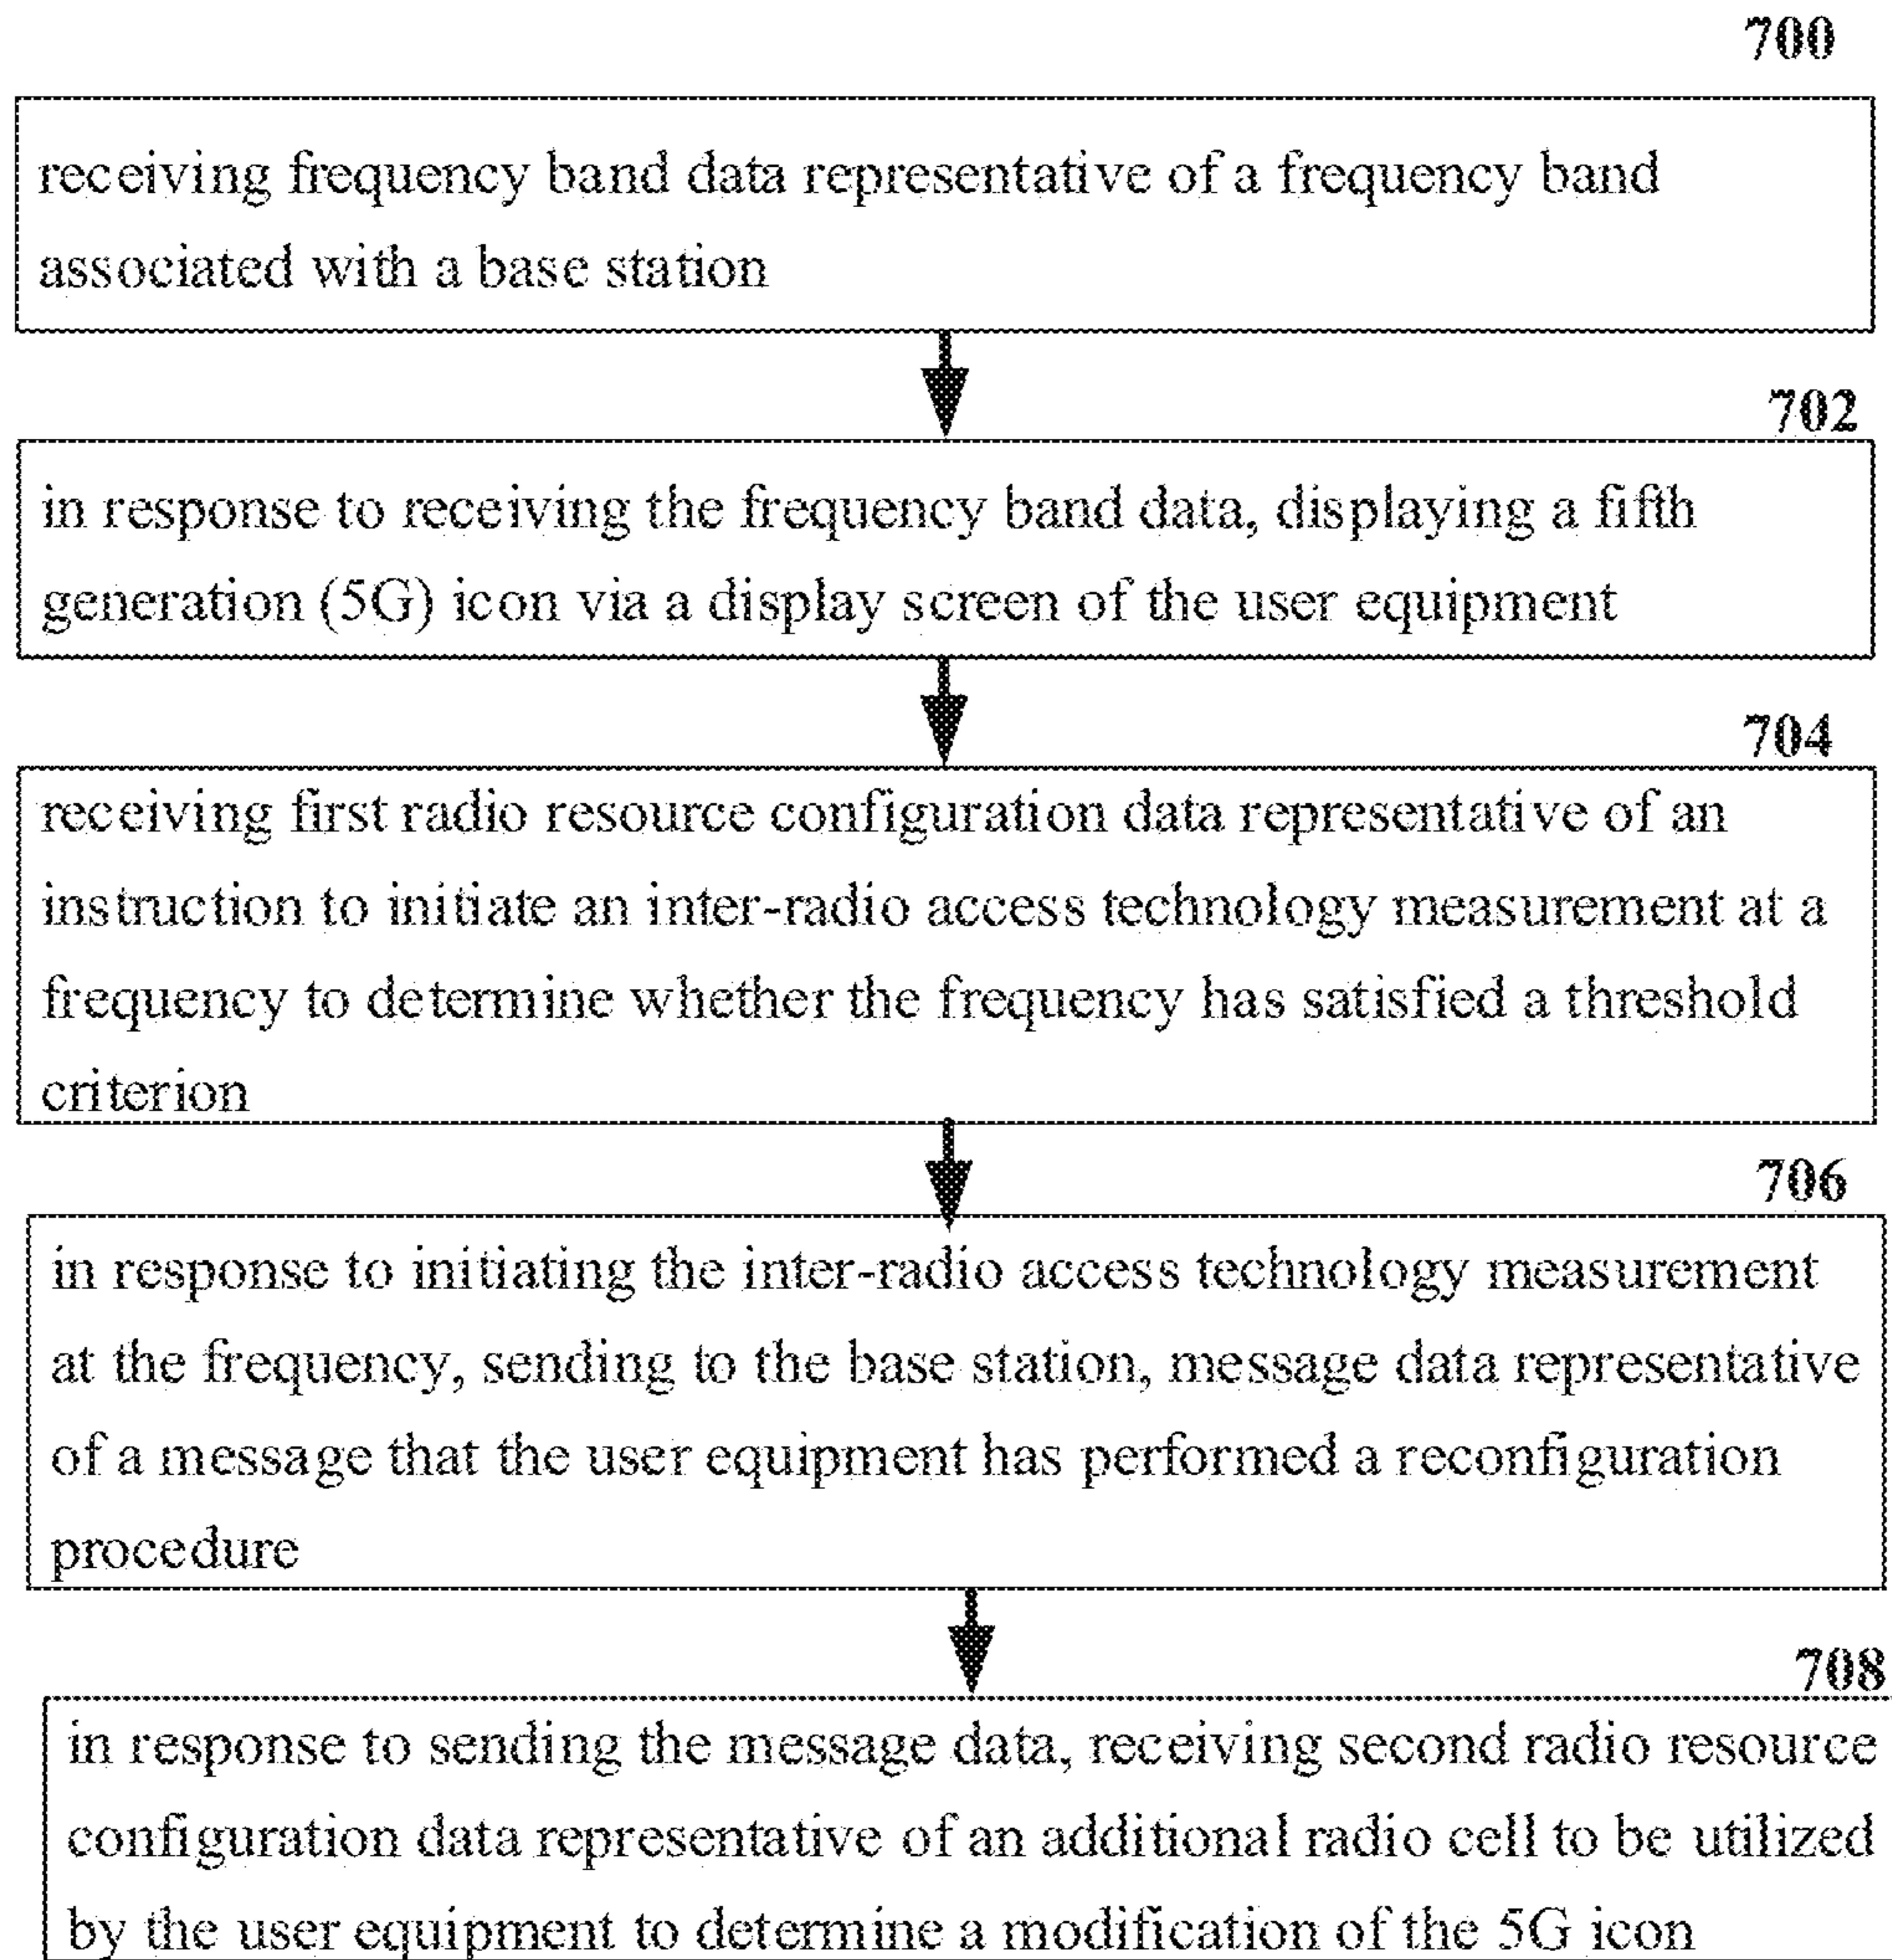 700
receiving frequency band data representative of a frequency band
associated with a base station
702
in response to receiving the frequency band data, displaying a fifth
generation (5G) icon via a display screen of the user equipment
704
receiving first radio resource configuration data representative of an
instruction to initiate an inter-radio access technology measurement at a
frequency to determine whether the frequency has satisfied a threshold
criterion
706
in response to initiating the inter-radio access technology measurement
at the frequency, sending to the base station, message data representative
of a message that the user equipment has performed a reconfiguration
procedure
708
in response to sending the message data, receiving second radio resource
configuration data representative of an additional radio cell to be utilized
by the user equipment to determine a modification of the 5G icon